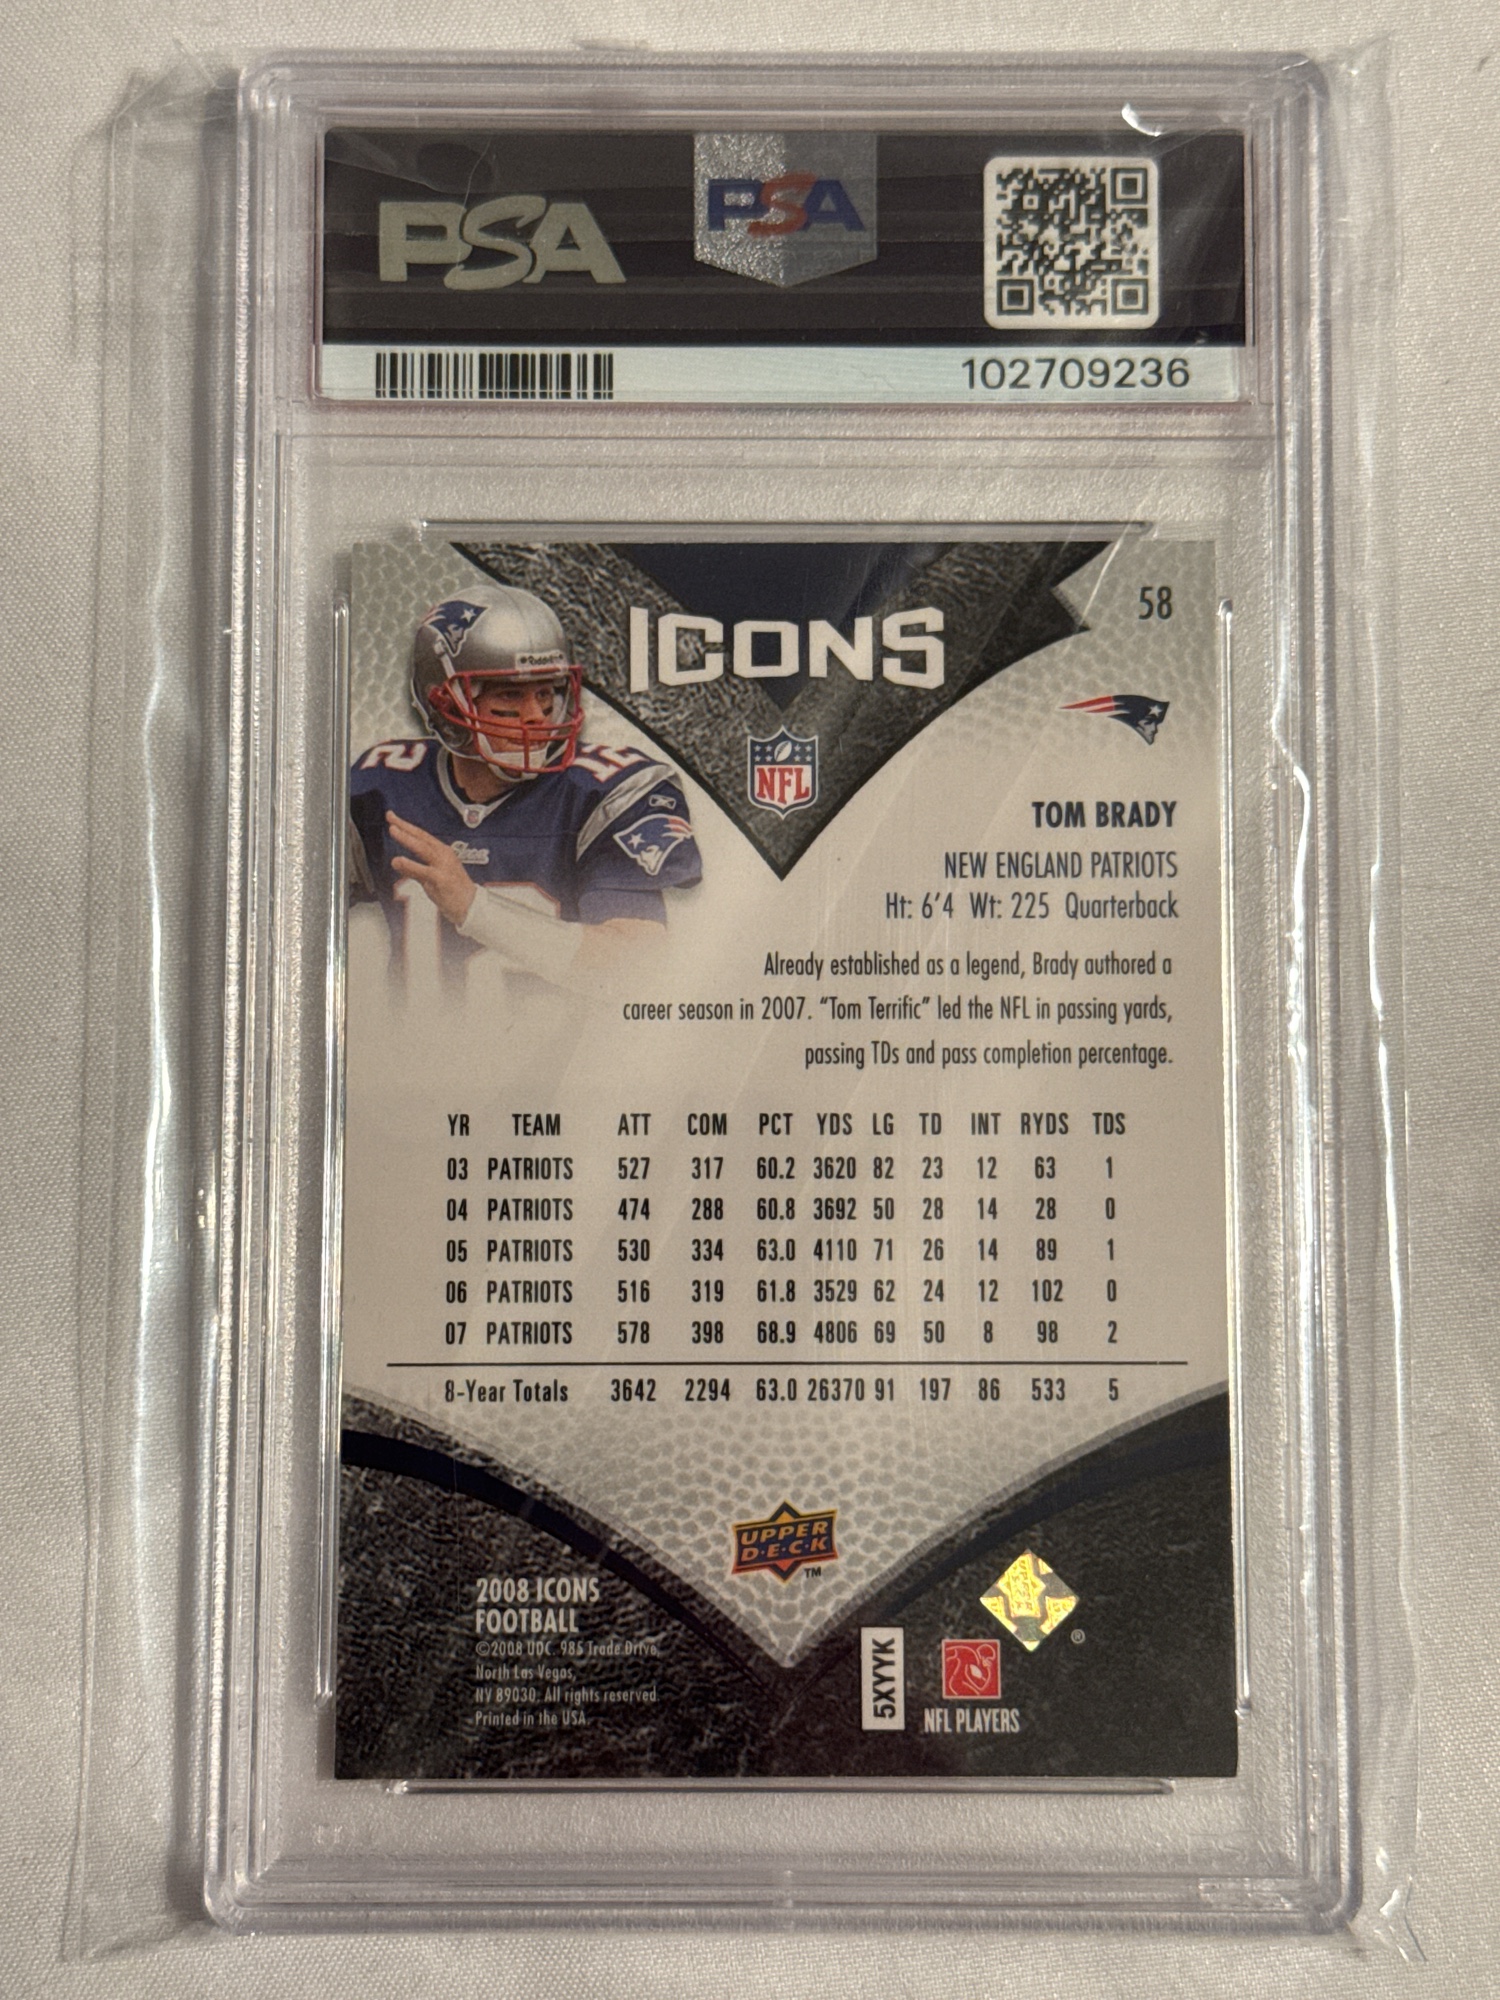 PSA
PSA
102709236
58
ICONS
Riddell
NFL
12
12
TOM BRADY
NEW ENGLAND PATRIOTS
Ht: 6'4 Wt: 225 Quarterback
Already established as a legend, Brady authored a
career season in 2007. "Tom Terrific" led the NFL in passing yards,
passing TDs and pass completion percentage.
YR TEAM ATT COM PCT YDS LG TD INT RYDS TDS
03 PATRIOTS 527 317 60.2 3620 82 23 12 63 1
04 PATRIOTS 474 288 60.8 3692 50 28 14 28 0
05 PATRIOTS 530 334 63.0 4110 71 26 14 89 1
06 PATRIOTS 516 319 61.8 3529 62 24 12 102 0
07 PATRIOTS 578 398 68.9 4806 69 50 8 98 2
8-Year Totals 3642 2294 63.0 26370 91 197 86 533 5
UPPER
D·E·C·K
TM
2008 ICONS
FOOTBALL
©2008 UDC. 985 Trade Drive,
North Las Vegas,
NV 89030. All rights reserved.
Printed in the USA.
5XYYK
NFL PLAYERS
UPPER
DECK
®